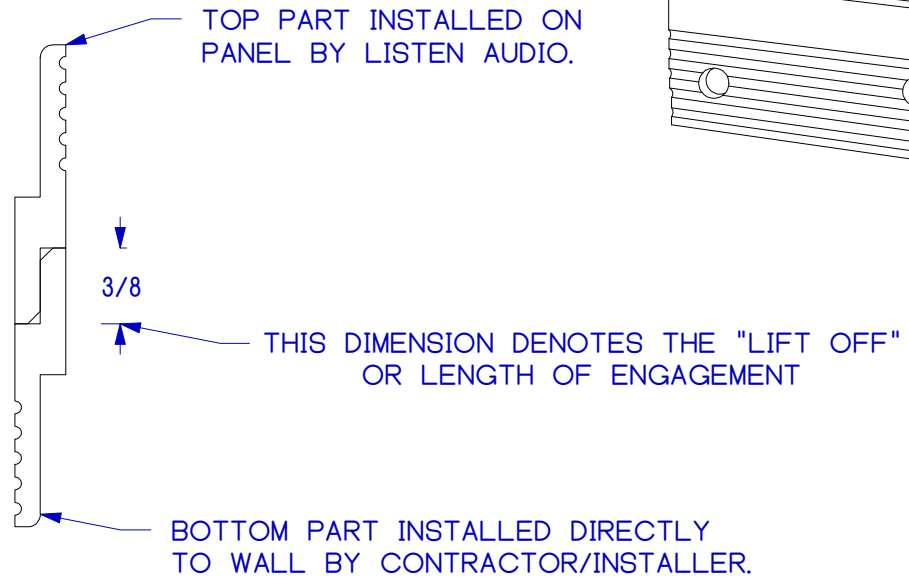 TOP PART INSTALLED ON
PANEL BY LISTEN AUDIO.
3/8
THIS DIMENSION DENOTES THE "LIFT OFF"
OR LENGTH OF ENGAGEMENT
BOTTOM PART INSTALLED DIRECTLY
TO WALL BY CONTRACTOR/INSTALLER.